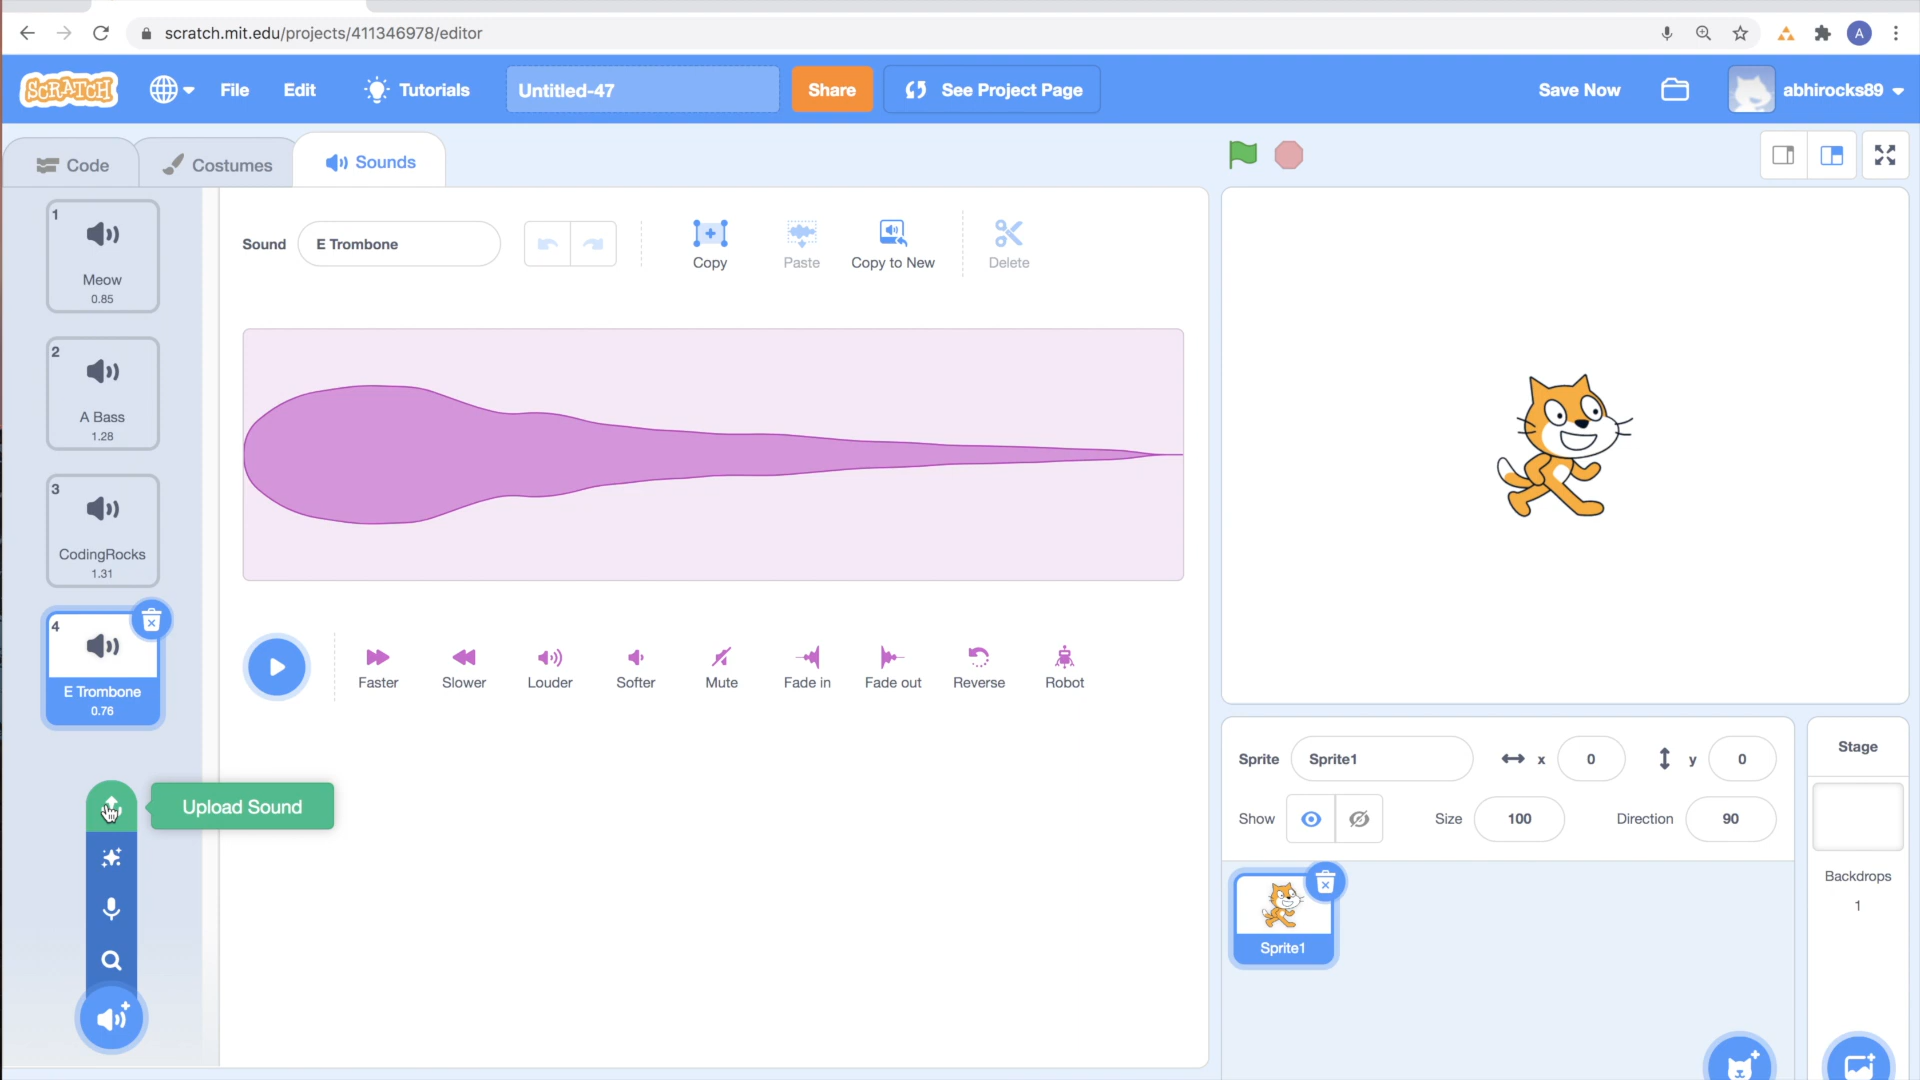 scratch.mit.edu/projects/411346978/editor
A
SCRATCH
File
Edit
Tutorials
Untitled-47
Share
See Project Page
Save Now
abhirocks89
Code
Costumes
Sounds
1
Meow
0.85
2
A Bass
1.28
3
CodingRocks
1.31
4
E Trombone
0.76
Upload Sound
Sound
E Trombone
Copy
Paste
Copy to New
Delete
Faster
Slower
Louder
Softer
Mute
Fade in
Fade out
Reverse
Robot
Sprite
Sprite1
x
0
y
0
Show
Size
100
Direction
90
Sprite1
Stage
Backdrops
1